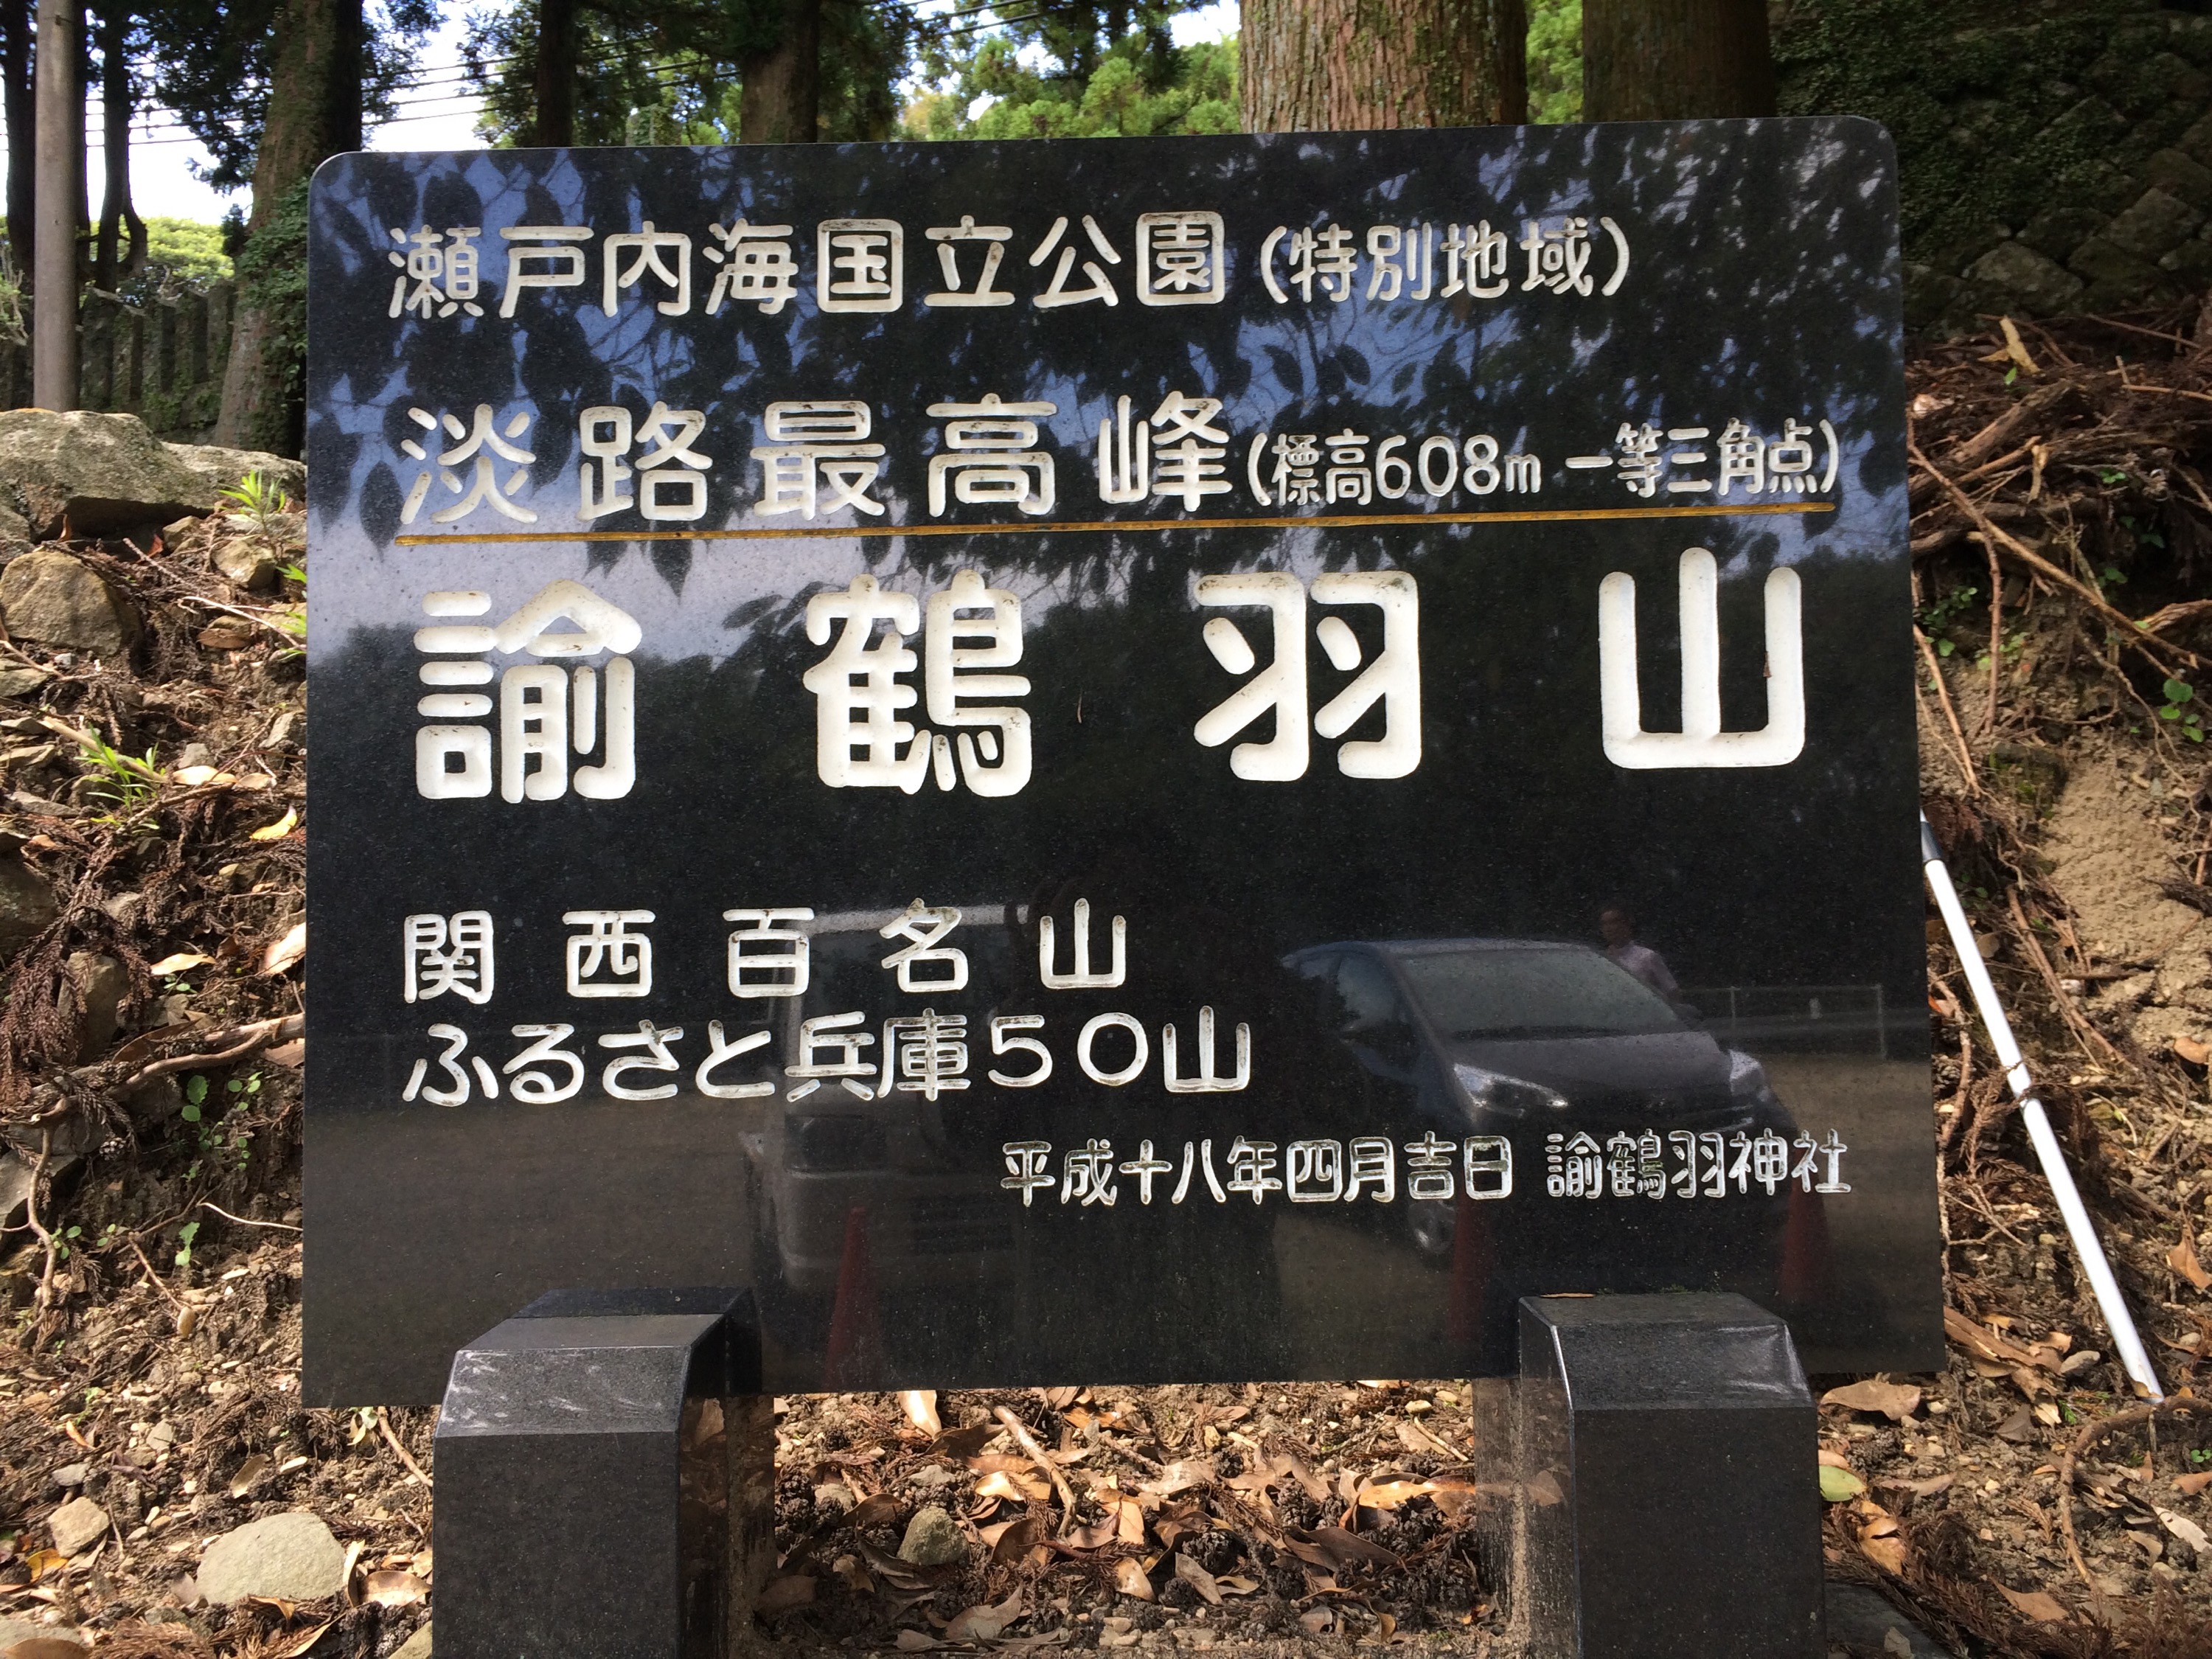 瀬戸内海国立公園(特別地域)
淡路最高峰(標高608m 一等三角点)
諭鶴羽山
関西百名山
ふるさと兵庫50山
平成十八年四月吉日 諭鶴羽神社